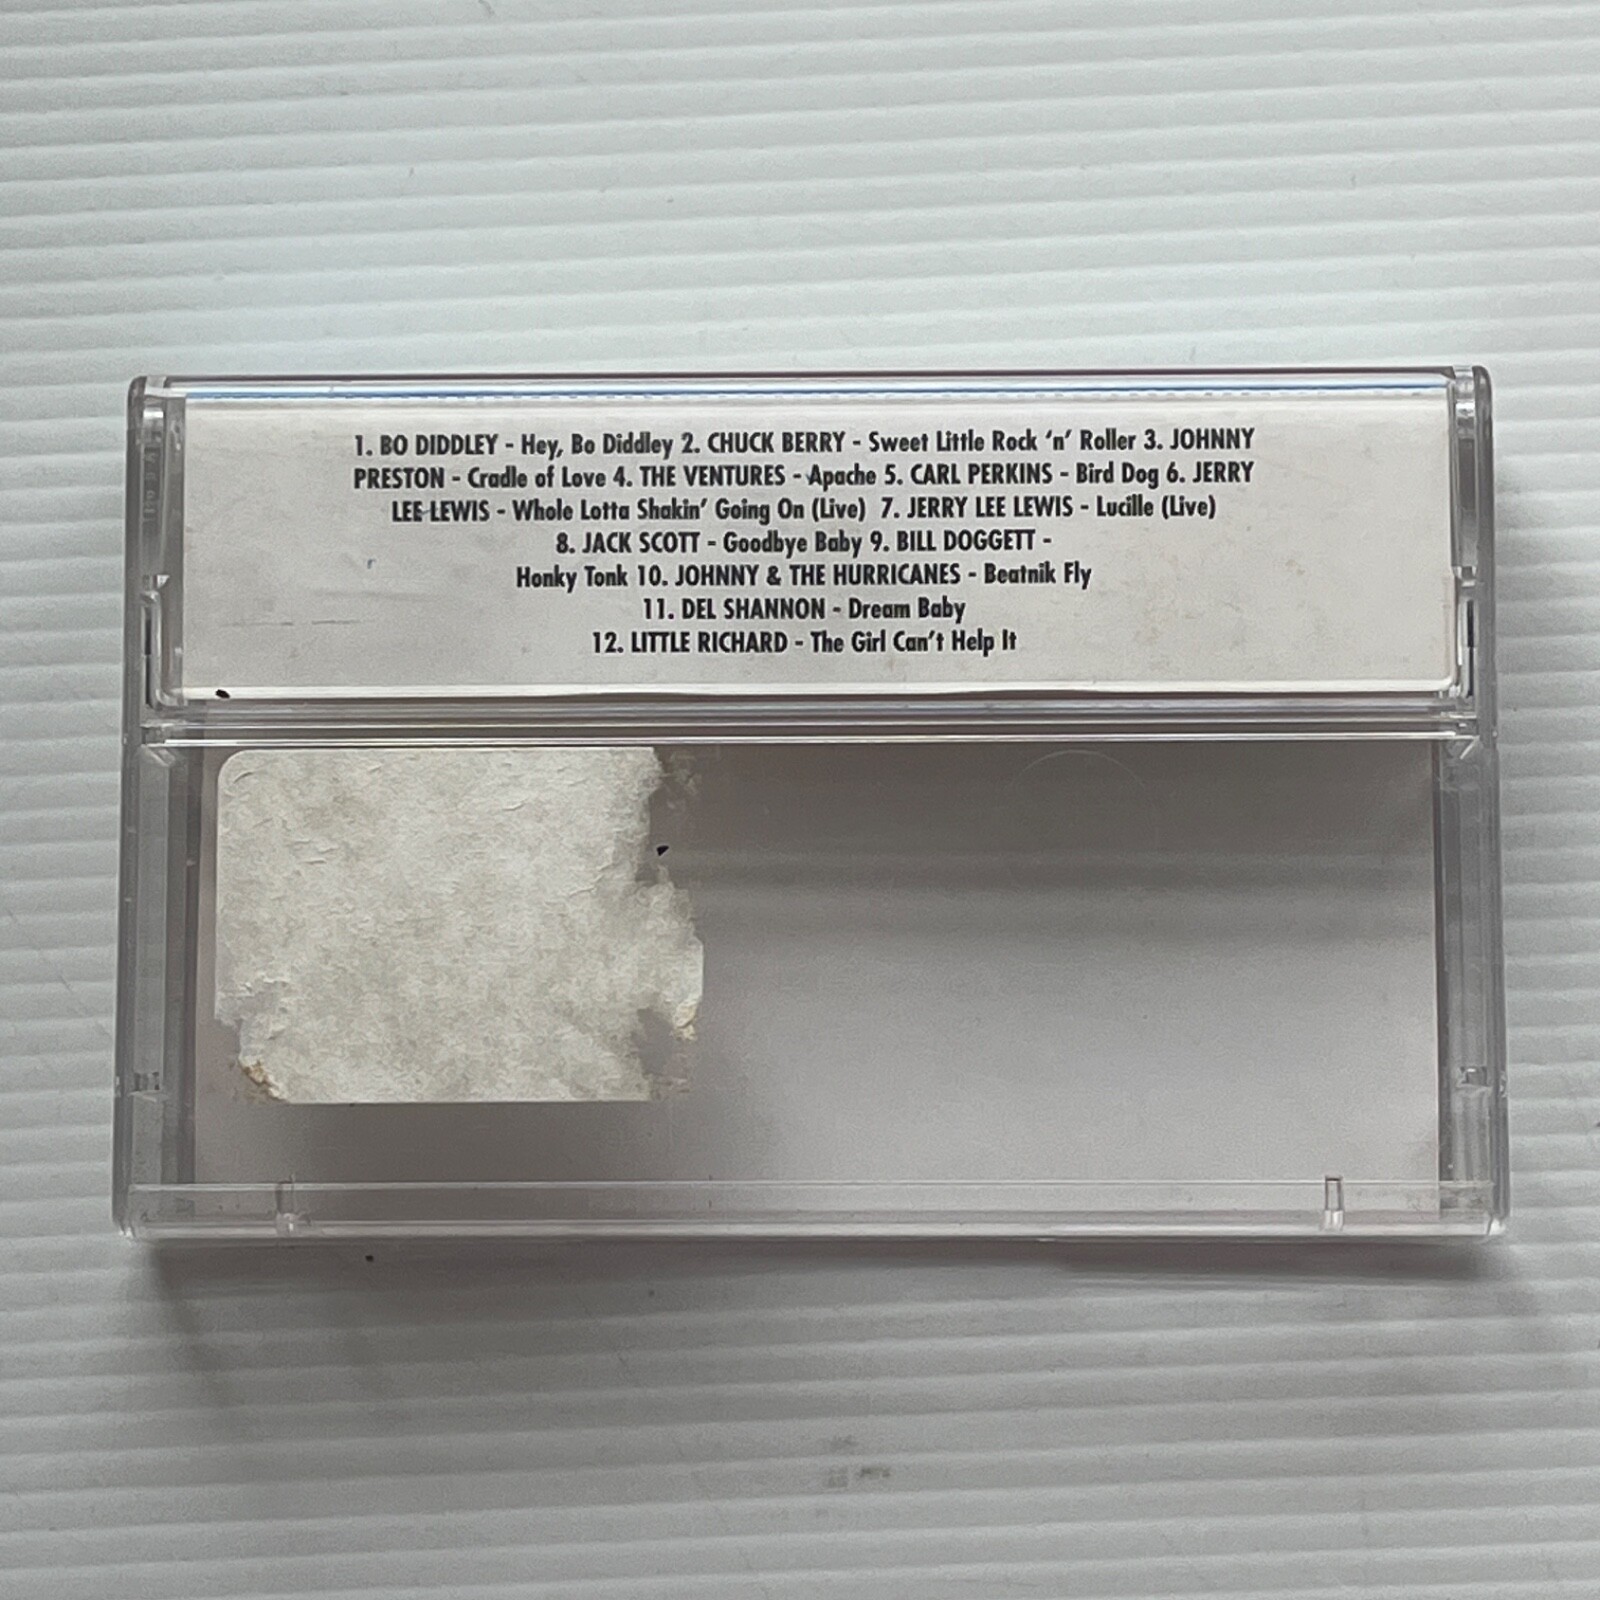 1. BO DIDDLEY - Hey, Bo Diddley 2. CHUCK BERRY - Sweet Little Rock 'n' Roller 3. JOHNNY
PRESTON - Cradle of Love 4. THE VENTURES - Apache 5. CARL PERKINS - Bird Dog 6. JERRY
LEE LEWIS - Whole Lotta Shakin' Going On (Live) 7. JERRY LEE LEWIS - Lucille (Live)
8. JACK SCOTT - Goodbye Baby 9. BILL DOGGETT -
Honky Tonk 10. JOHNNY & THE HURRICANES - Beatnik Fly
11. DEL SHANNON - Dream Baby
12. LITTLE RICHARD - The Girl Can't Help It